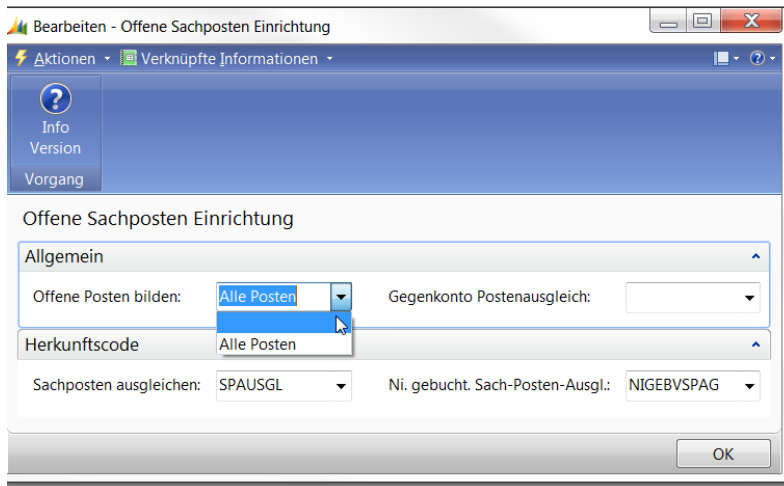 Bearbeiten - Offene Sachposten Einrichtung
Aktionen Verknüpfte Informationen
Info
Version
Vorgang
Offene Sachposten Einrichtung
Allgemein
Offene Posten bilden: Alle Posten Gegenkonto Postenausgleich:
Alle Posten
Herkunftscode
Sachposten ausgleichen: SPAUSGL Ni. gebucht. Sach-Posten-Ausgl.: NIGEBVSPAG
OK